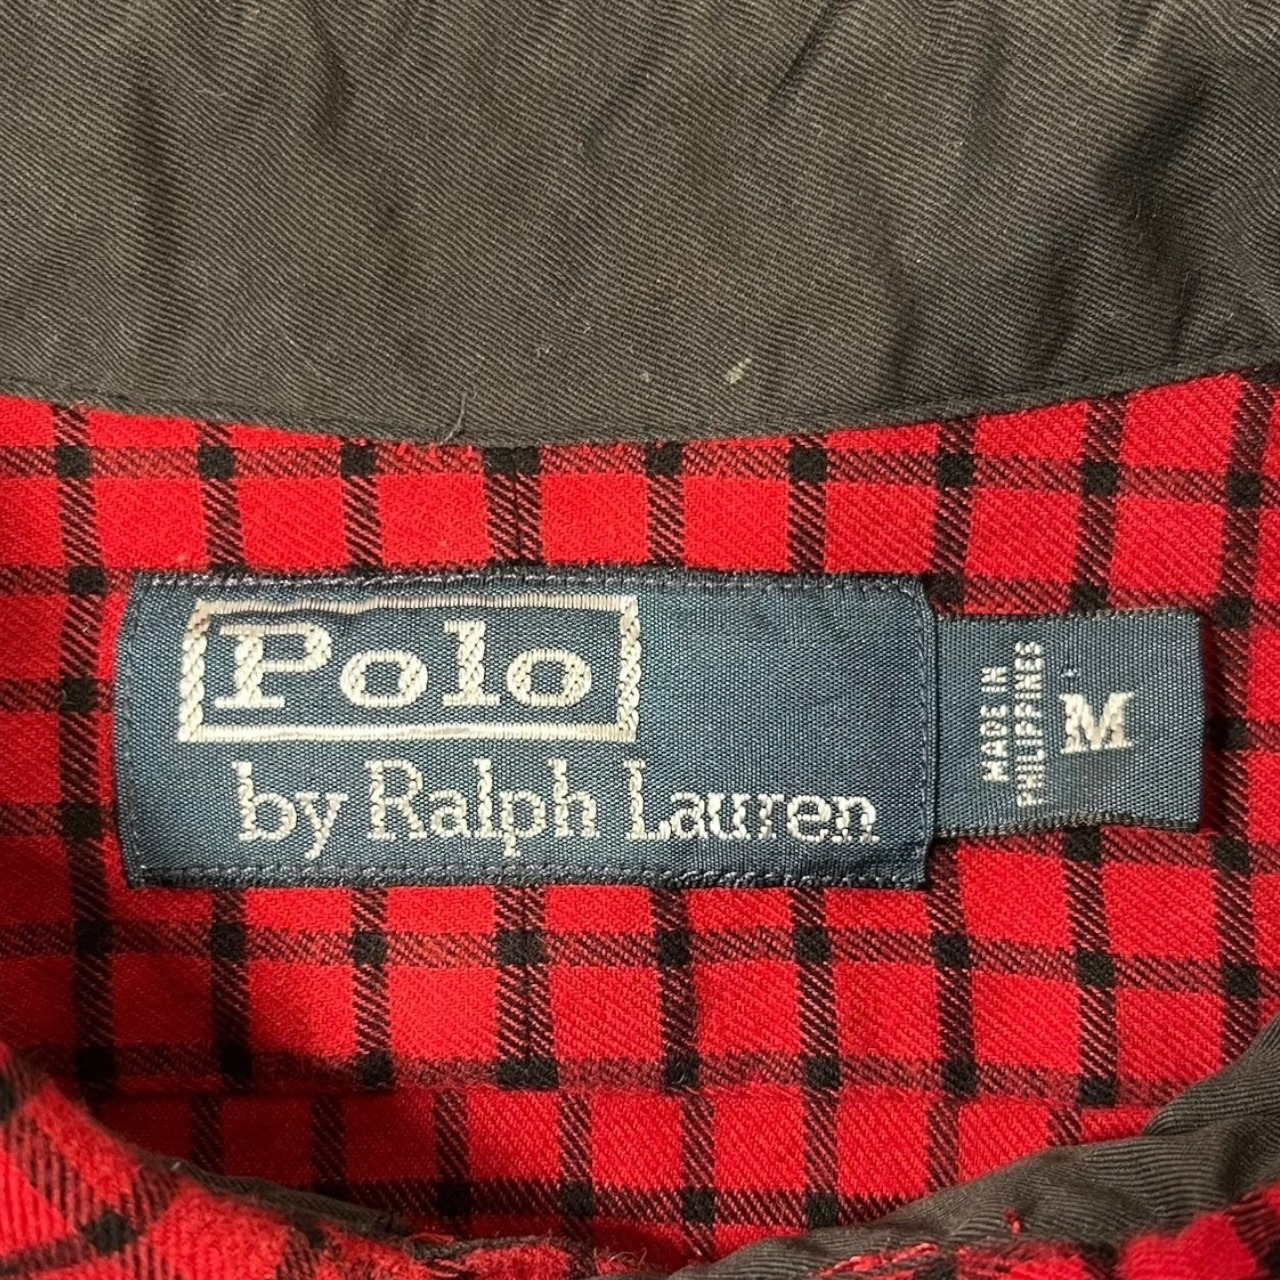 Polo
by Ralph Lauren
MADE IN
PHILIPPINES
M